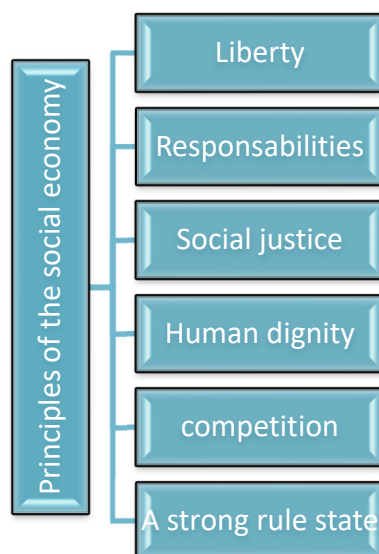 Principles of the social economy
Liberty
Responsabilities
Social justice
Human dignity
competition
A strong rule state